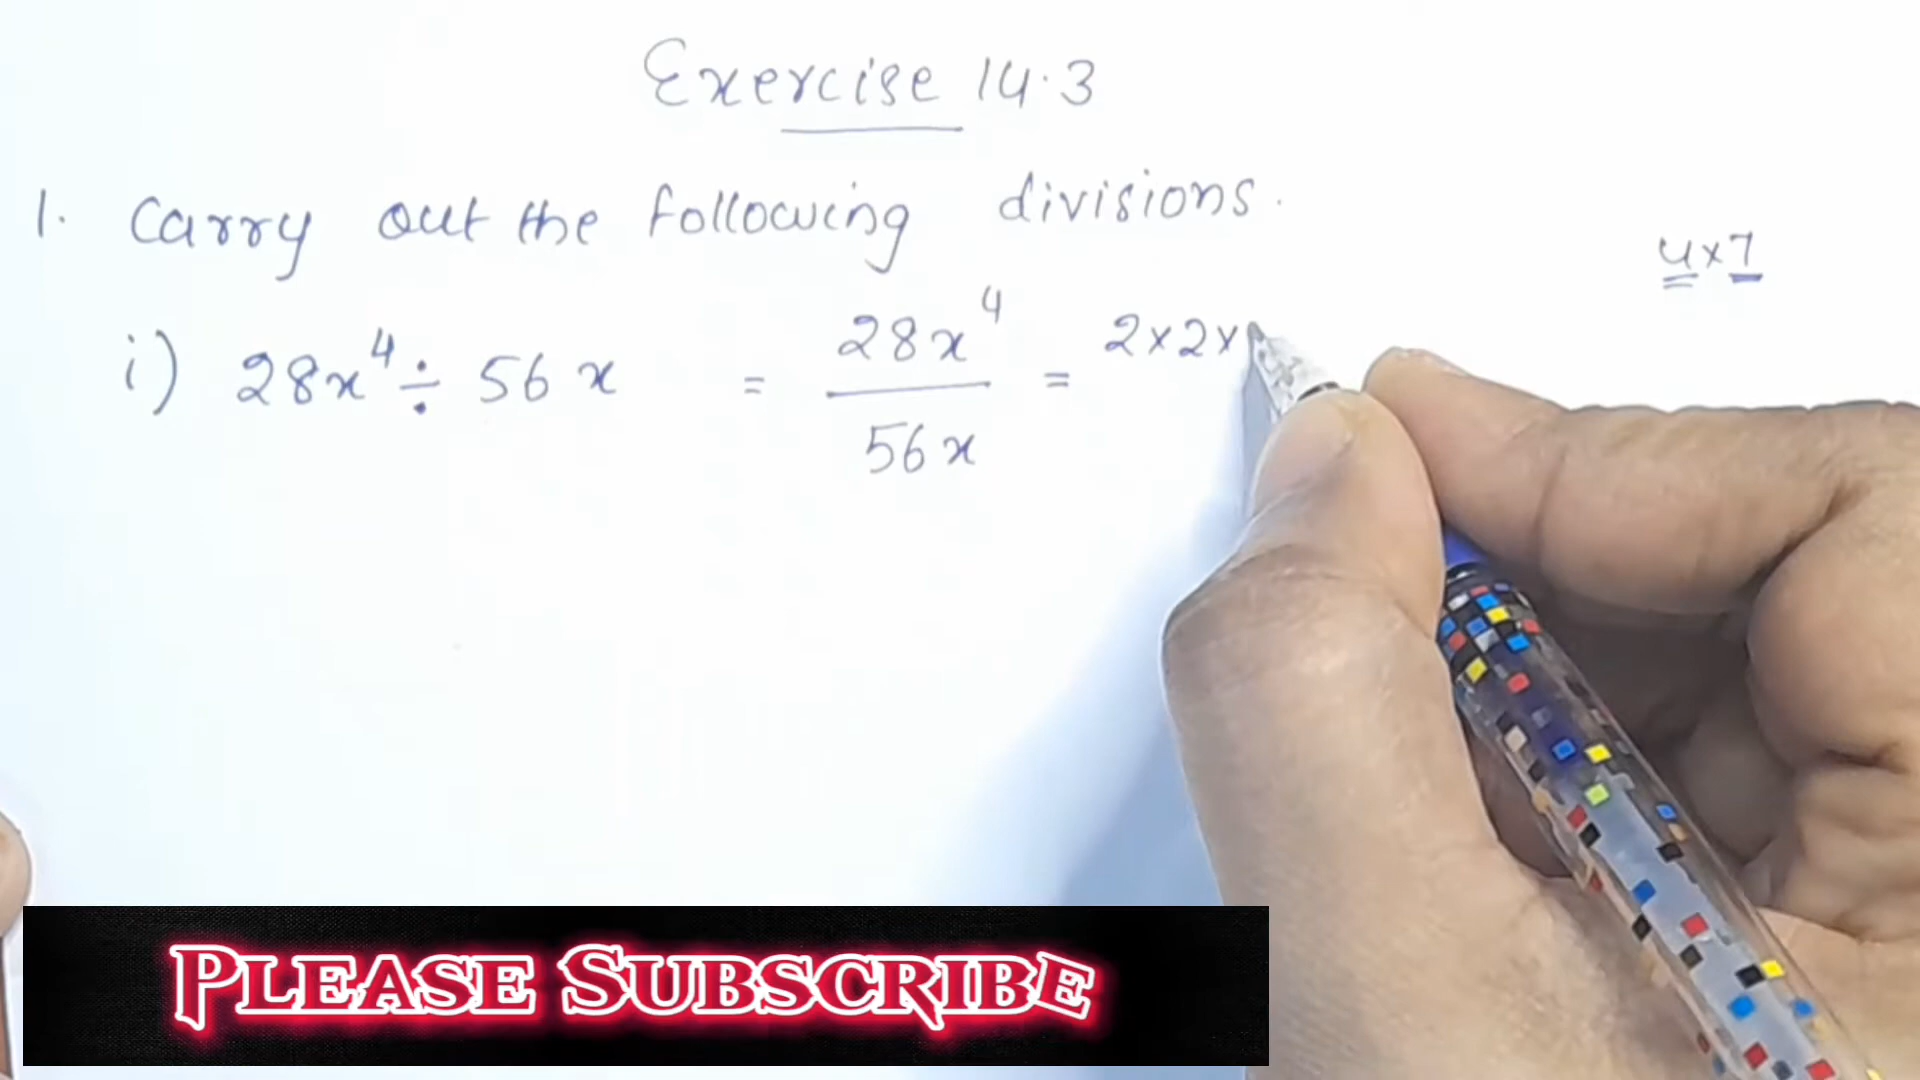 Exercise 14.3
1. Carry out the following divisions.
4×7
i) 28x⁴ ÷ 56x = 28x⁴/56x = 2×2×
PLEASE SUBSCRIBE